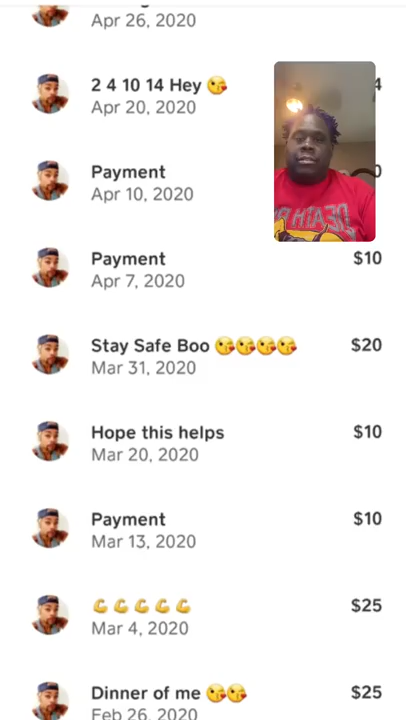 Apr 26, 2020
2 4 10 14 Hey 😘
4
Apr 20, 2020
Payment
0
Apr 10, 2020
Payment
$10
Apr 7, 2020
Stay Safe Boo 😘😘😘😘
$20
Mar 31, 2020
Hope this helps
$10
Mar 20, 2020
Payment
$10
Mar 13, 2020
💪💪💪💪💪
$25
Mar 4, 2020
Dinner of me 😘😘
$25
Feb 26, 2020